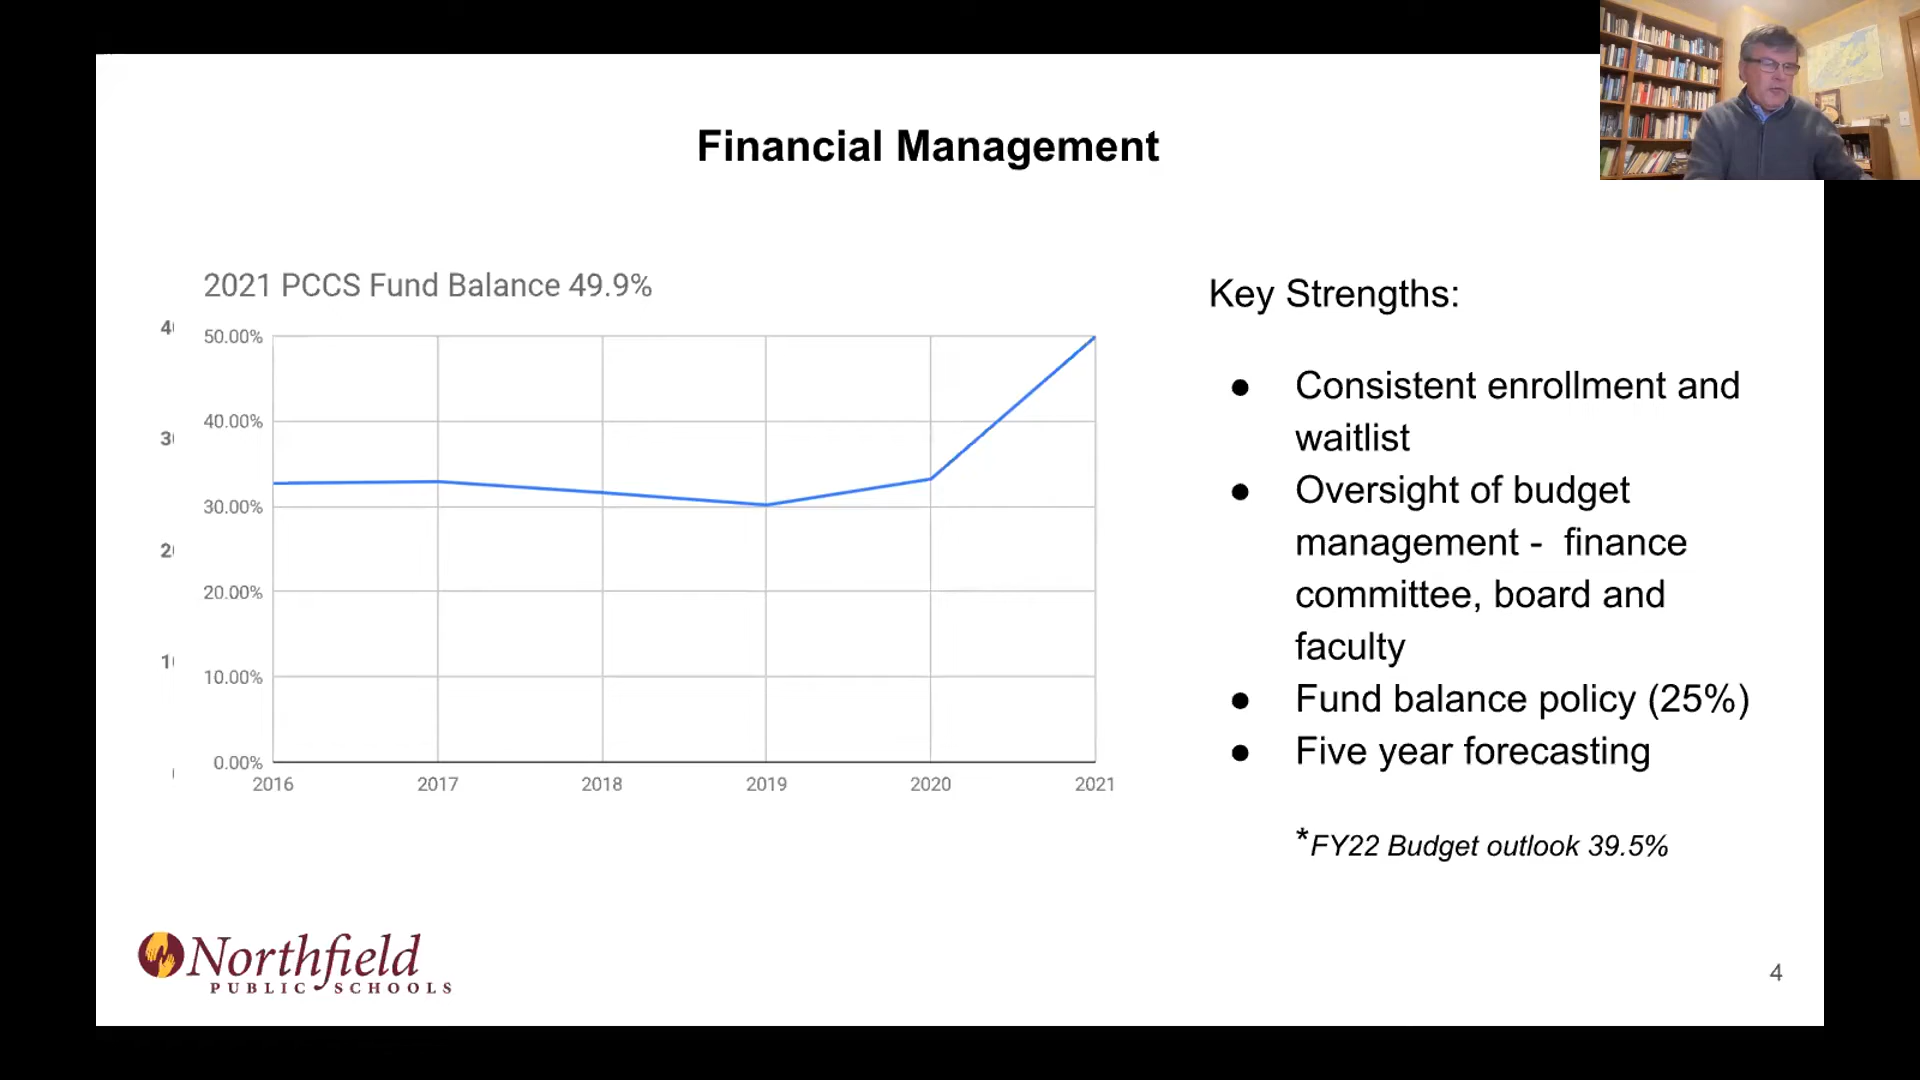 Financial Management
2021 PCCS Fund Balance 49.9%
50.00%
40.00%
30.00%
20.00%
10.00%
0.00%
2016 2017 2018 2019 2020 2021
Key Strengths:
● Consistent enrollment and
waitlist
● Oversight of budget
management - finance
committee, board and
faculty
● Fund balance policy (25%)
● Five year forecasting
*FY22 Budget outlook 39.5%
Northfield
PUBLIC SCHOOLS
4